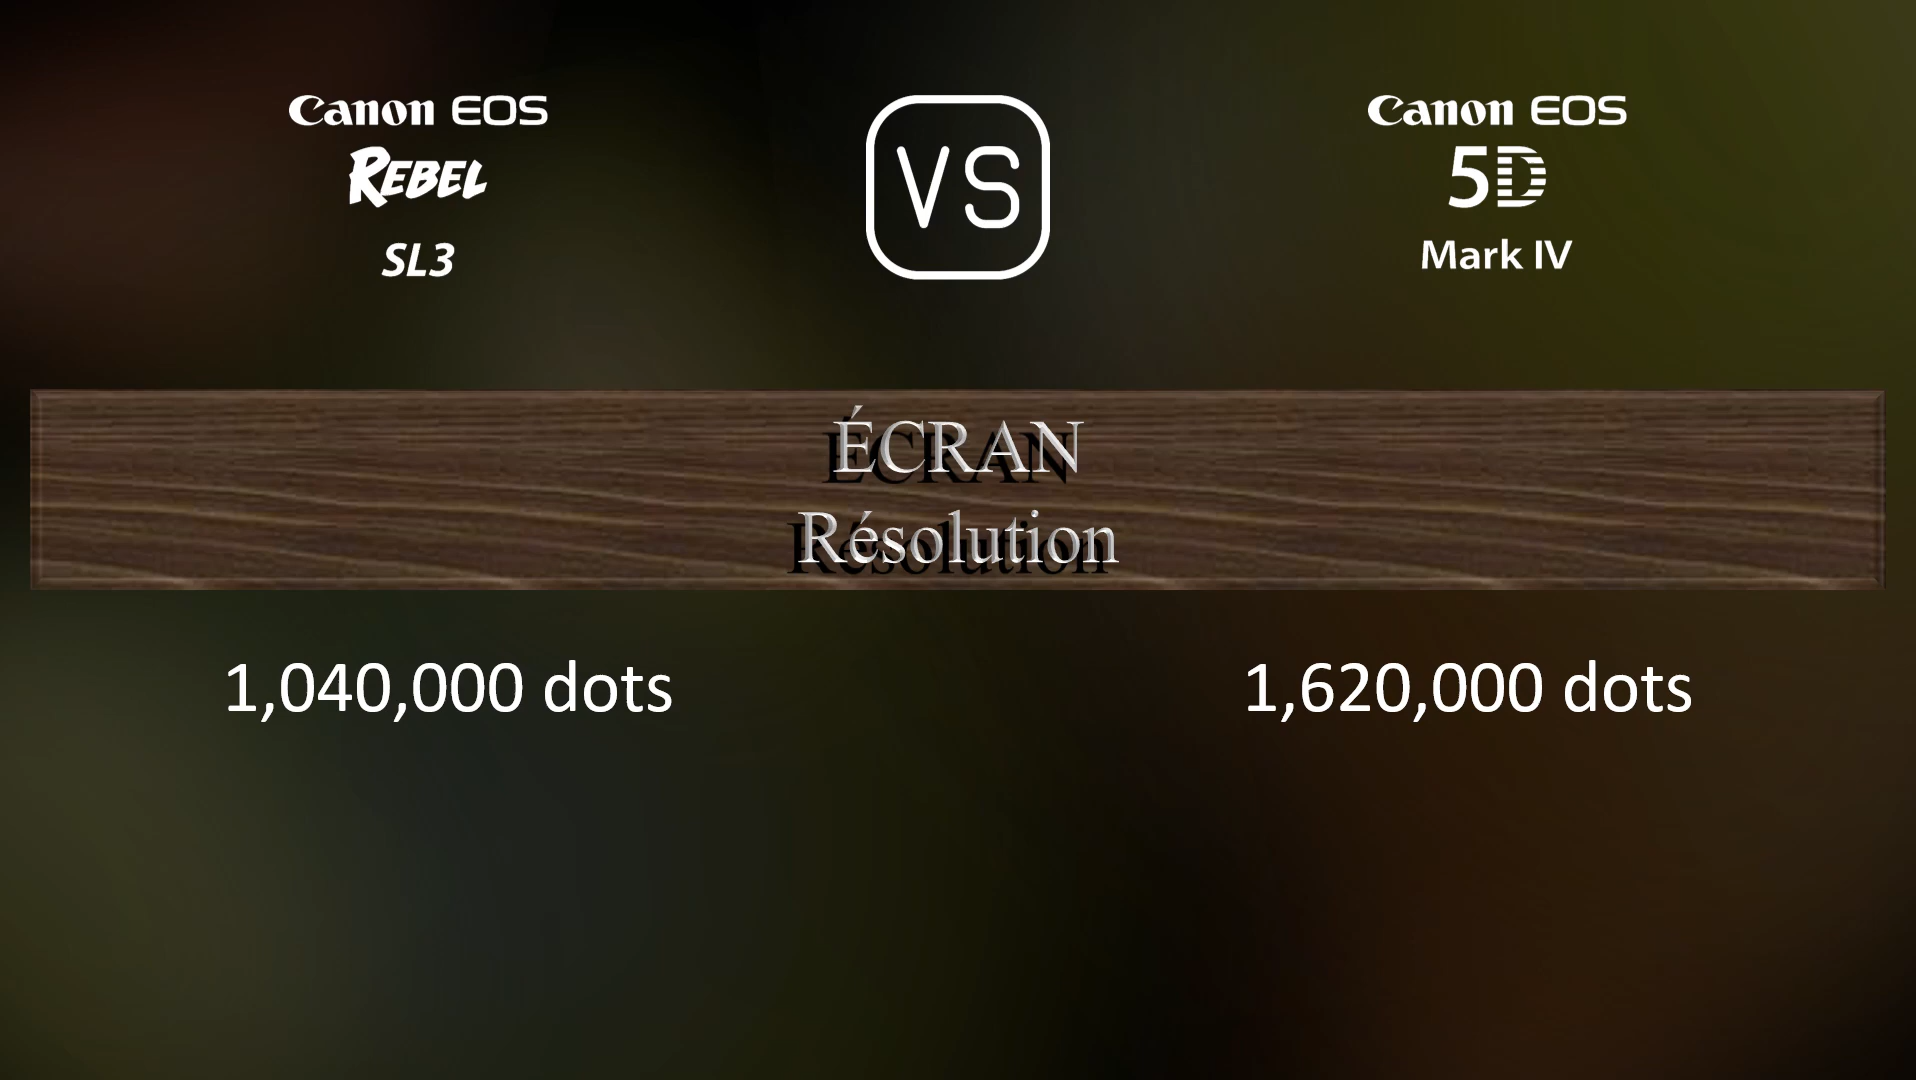 Canon EOS
REBEL
SL3
VS
Canon EOS
5D
Mark IV
ÉCRAN
Résolution
1,040,000 dots
1,620,000 dots